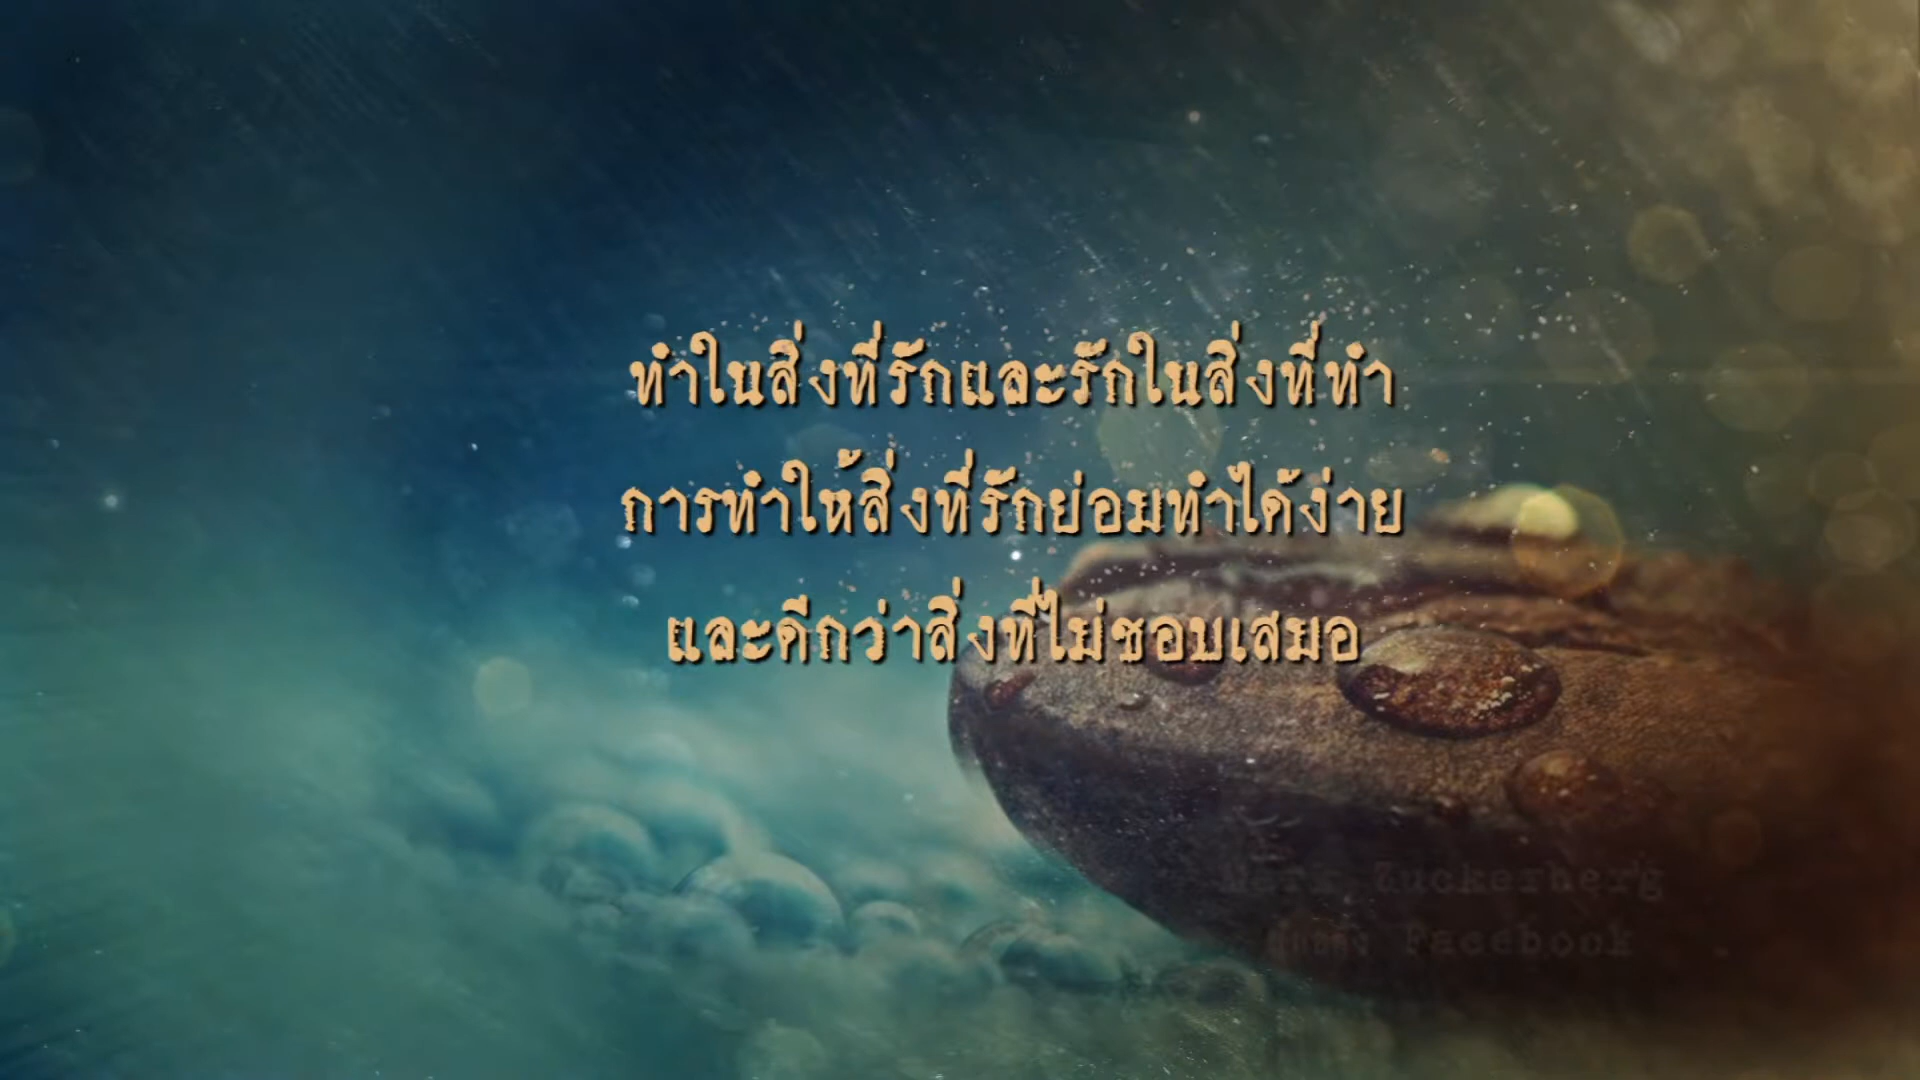 ทำในสิ่งที่รักและรักในสิ่งที่ทำ
การทำให้สิ่งที่รักย่อมทำได้ง่าย
และดีกว่าสิ่งที่ไม่ชอบเสมอ
Mark Zuckerberg
Facebook